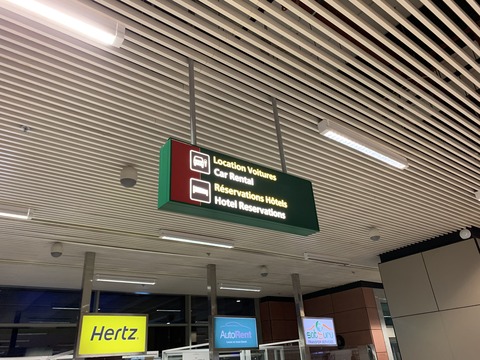 Location Voitures
Car Rental
Réservations Hôtels
Hotel Reservations
Hertz
AutoRent